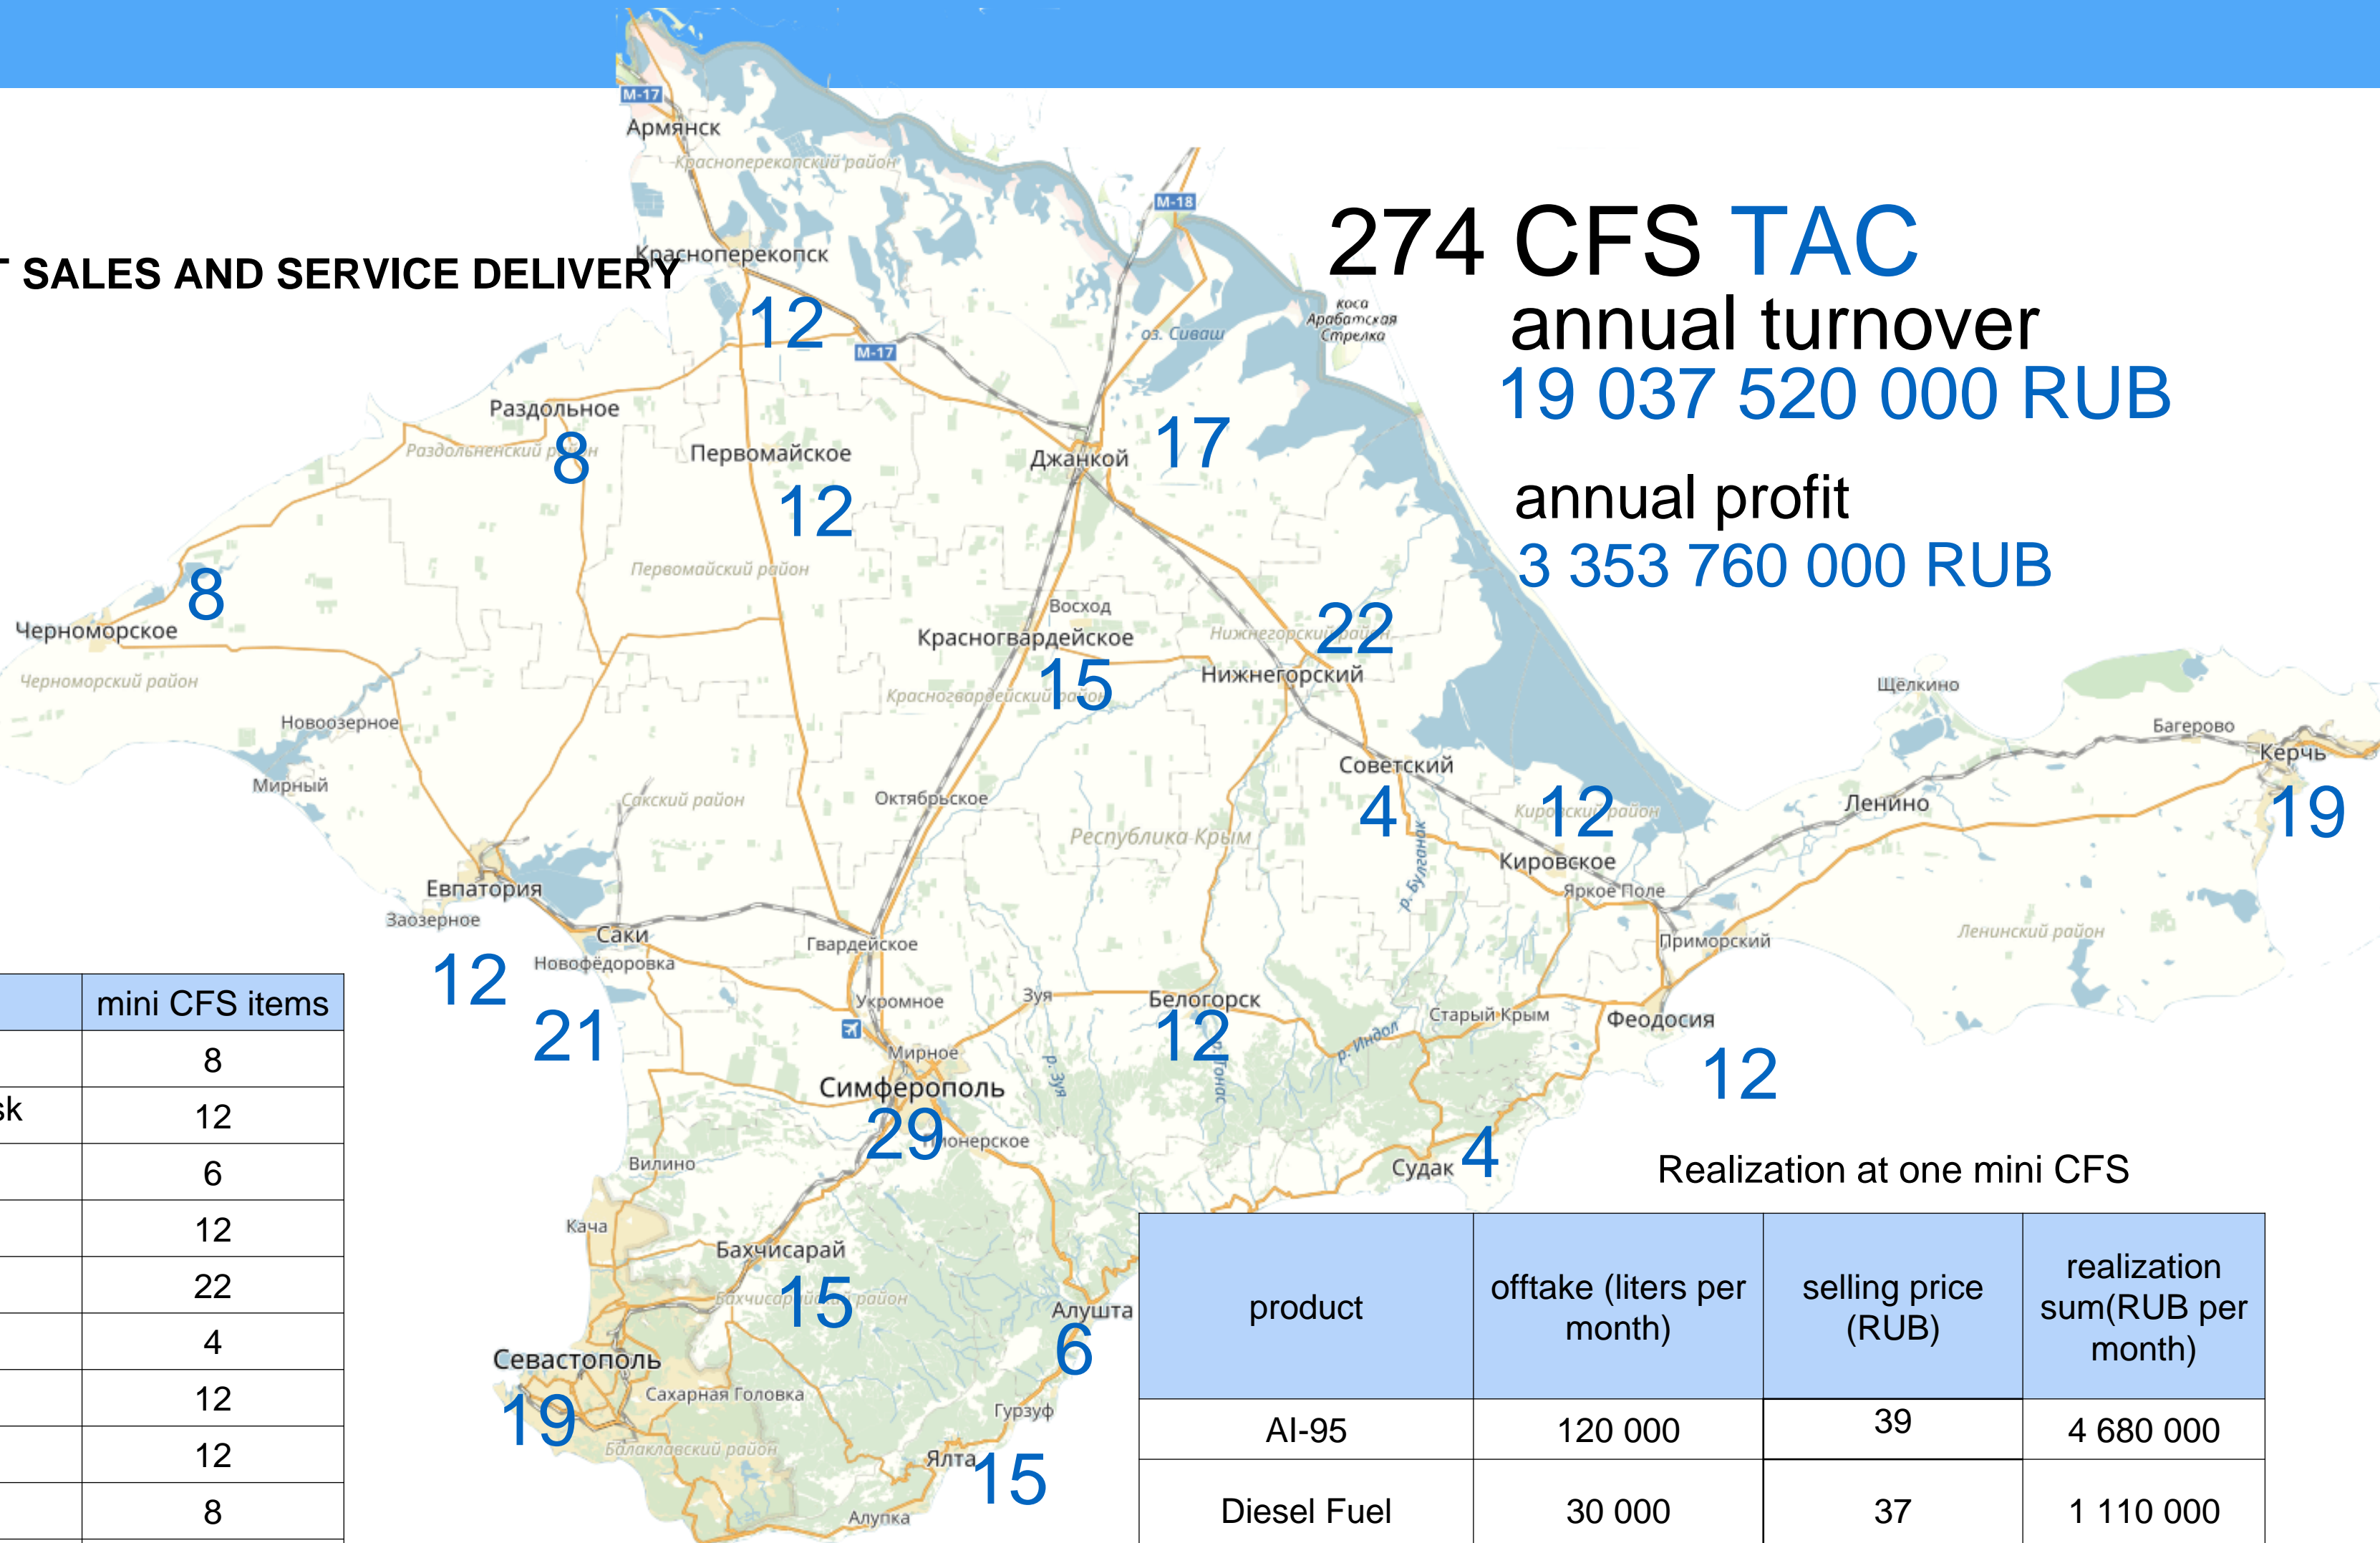 M-17
Армянск
Красноперекопский район
M-18
274 CFS TAC
T SALES AND SERVICE DELIVERY
Красноперекопск
annual turnover
коса
Арабатская
Стрелка
12
оз. Сиваш
M-17
19 037 520 000 RUB
Раздольное
Раздольненский район
8
Первомайское
Джанкой
17
12
annual profit
3 353 760 000 RUB
Первомайский район
8
Черноморское
Восход
Красногвардейское
Нижнегорский район
22
Черноморский район
15
Красногвардейский район
Нижнегорский
Щёлкино
Новоозерное
Багерово
Керчь
Мирный
Сакский район
Октябрьское
Советский
4
12
Кировский район
Ленино
19
Республика Крым
р. Булганак
Кировское
Евпатория
Яркое Поле
Заозерное
Саки
Гвардейское
Приморский
Ленинский район
Новофёдоровка
12
Укромное
Зуя
Белогорск
Старый Крым
Феодосия
21
12
р. Индол
Мирное
р. Зуя
р. Тонас
12
Симферополь
29
Пионерское
Вилино
Судак
4
Кача
Бахчисарай
15
Бахчисарайский район
Алушта
6
Севастополь
19
Сахарная Головка
Гурзуф
Балаклавский район
Ялта
15
Алупка
mini CFS items
8
sk 12
6
12
22
4
12
12
8
Realization at one mini CFS
product offtake (liters per month) selling price (RUB) realization sum(RUB per month)
AI-95 120 000 39 4 680 000
Diesel Fuel 30 000 37 1 110 000